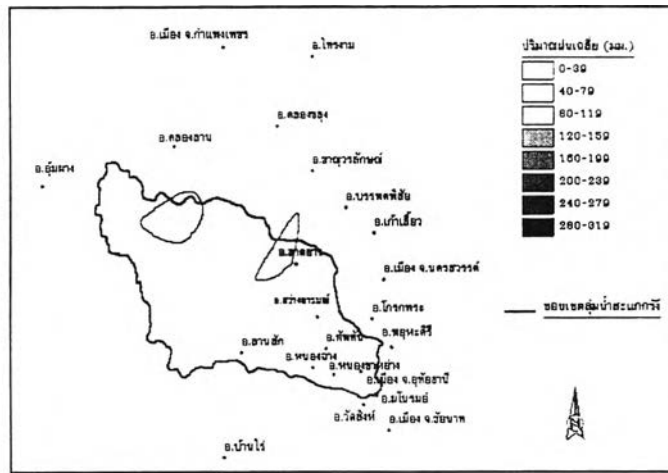 อ.เมือง จ.กำแพงเพชร
อ.ไทรงาม
ปริมาณฝนเฉลี่ย (มม.)
0-39
40-79
80-119
120-159
160-199
200-239
240-279
280-319
อ.คลองขลุง
อ.คลองลาน
อ.ขาณุวรลักษณ์
อ.อุ้มผาง
อ.บรรพตพิสัย
อ.เก้าเลี้ยว
อ.ลาดยาว
อ.เมือง จ.นครสวรรค์
อ.สว่างอารมณ์
อ.โกรกพระ
ขอบเขตลุ่มน้ำสะแกกรัง
อ.ทัพทัน
อ.พยุหะคีรี
อ.ลานสัก
อ.หนองฉาง
อ.หนองขาหย่าง
อ.เมือง จ.อุทัยธานี
อ.มโนรมย์
อ.วัดสิงห์
อ.เมือง จ.ชัยนาท
อ.บ้านไร่